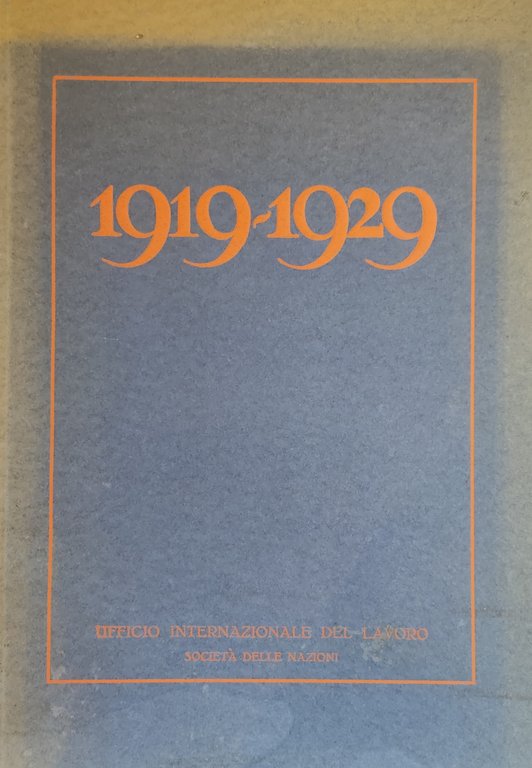 1919-1929
UFFICIO INTERNAZIONALE DEL LAVORO
SOCIETÀ DELLE NAZIONI